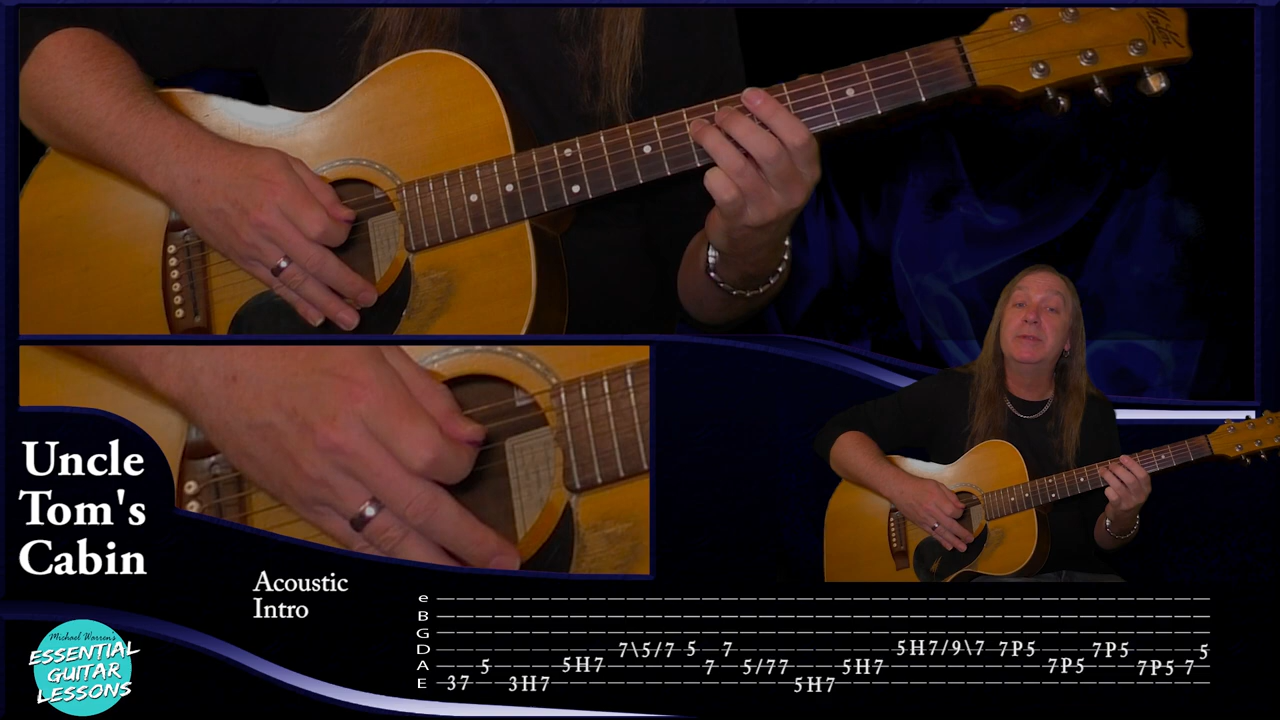 Maton
Uncle
Tom's
Cabin
Acoustic
Intro
Michael Warren's
ESSENTIAL
GUITAR
LESSONS
e
B
G
D 7\5/7 5 7 5H7/9\7 7P5 7P5 5
A 5 5H7 7 5/77 5H7 7P5 7P5 7
E 37 3H7 5H7